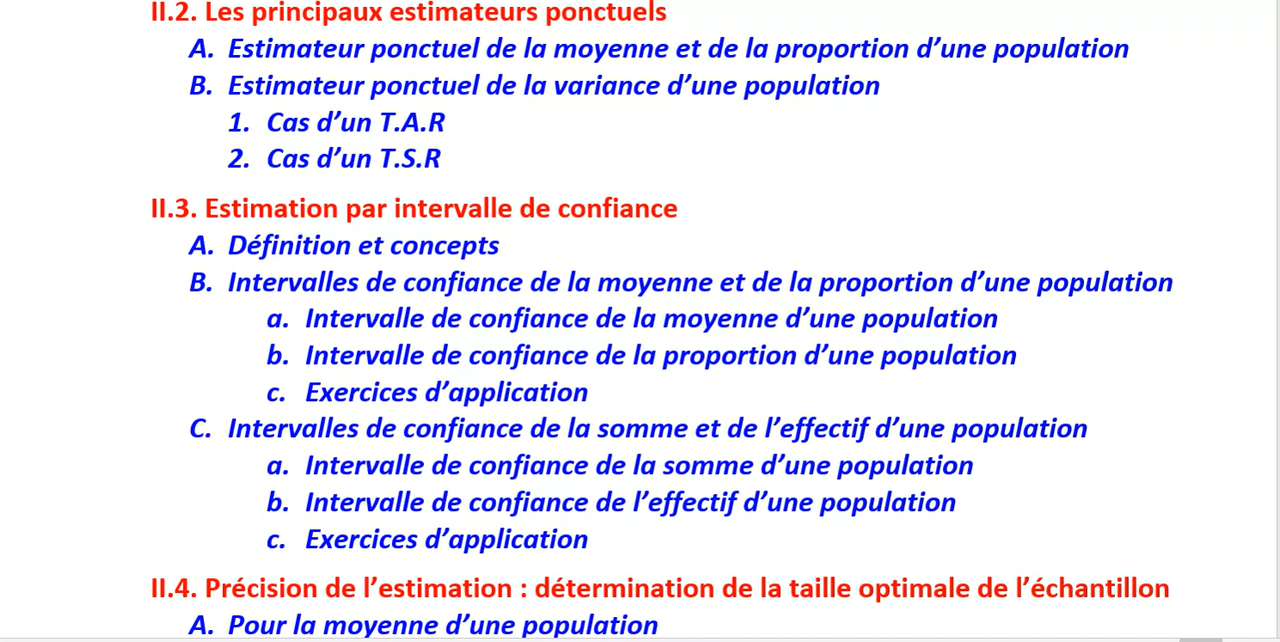 II.2. Les principaux estimateurs ponctuels
A. Estimateur ponctuel de la moyenne et de la proportion d’une population
B. Estimateur ponctuel de la variance d’une population
1. Cas d’un T.A.R
2. Cas d’un T.S.R
II.3. Estimation par intervalle de confiance
A. Définition et concepts
B. Intervalles de confiance de la moyenne et de la proportion d’une population
a. Intervalle de confiance de la moyenne d’une population
b. Intervalle de confiance de la proportion d’une population
c. Exercices d’application
C. Intervalles de confiance de la somme et de l’effectif d’une population
a. Intervalle de confiance de la somme d’une population
b. Intervalle de confiance de l’effectif d’une population
c. Exercices d’application
II.4. Précision de l’estimation : détermination de la taille optimale de l’échantillon
A. Pour la moyenne d’une population